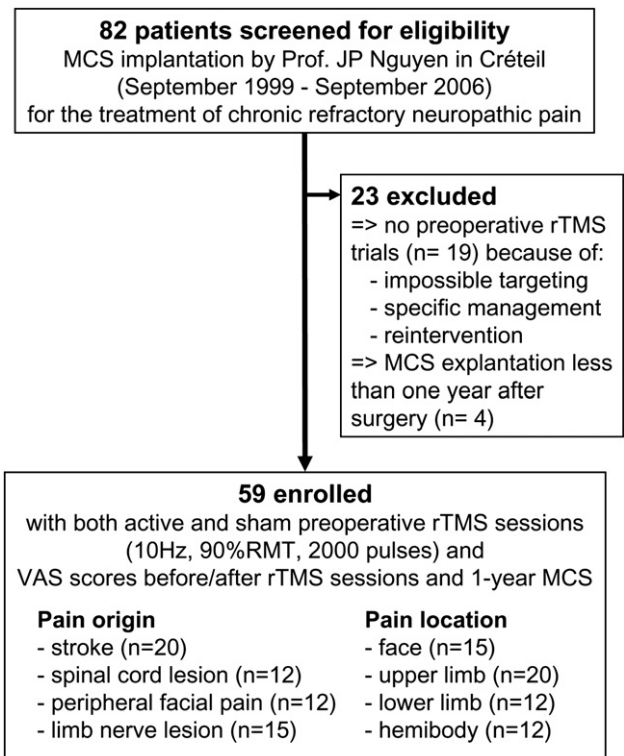 82 patients screened for eligibility
MCS implantation by Prof. JP Nguyen in Créteil
(September 1999 - September 2006)
for the treatment of chronic refractory neuropathic pain
23 excluded
=> no preoperative rTMS
trials (n= 19) because of:
- impossible targeting
- specific management
- reintervention
=> MCS explantation less
than one year after
surgery (n= 4)
59 enrolled
with both active and sham preoperative rTMS sessions
(10Hz, 90%RMT, 2000 pulses) and
VAS scores before/after rTMS sessions and 1-year MCS
Pain origin
- stroke (n=20)
- spinal cord lesion (n=12)
- peripheral facial pain (n=12)
- limb nerve lesion (n=15)
Pain location
- face (n=15)
- upper limb (n=20)
- lower limb (n=12)
- hemibody (n=12)